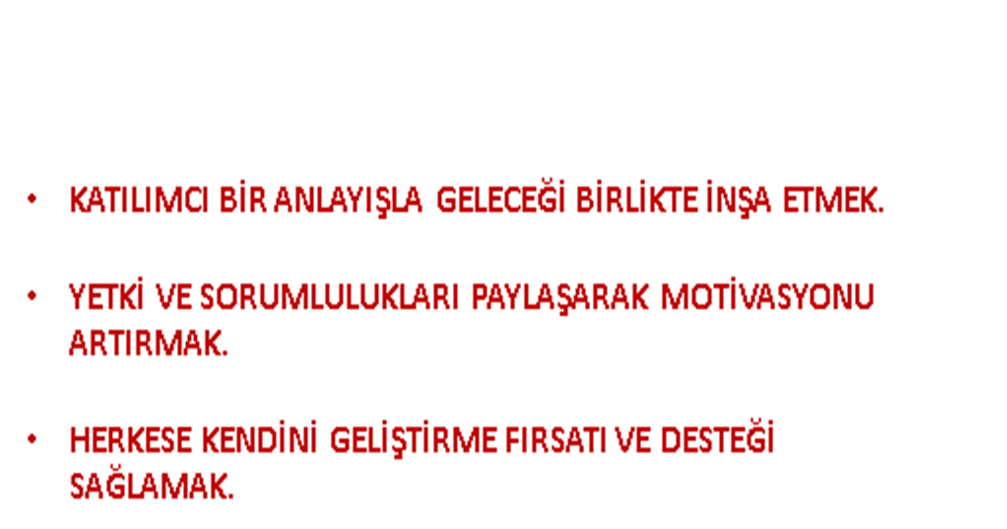 • KATILIMCI BİR ANLAYIŞLA GELECEĞİ BİRLİKTE İNŞA ETMEK.
• YETKİ VE SORUMLULUKLARI PAYLAŞARAK MOTİVASYONU
ARTIRMAK.
• HERKESE KENDİNİ GELİŞTİRME FIRSATI VE DESTEĞİ
SAĞLAMAK.